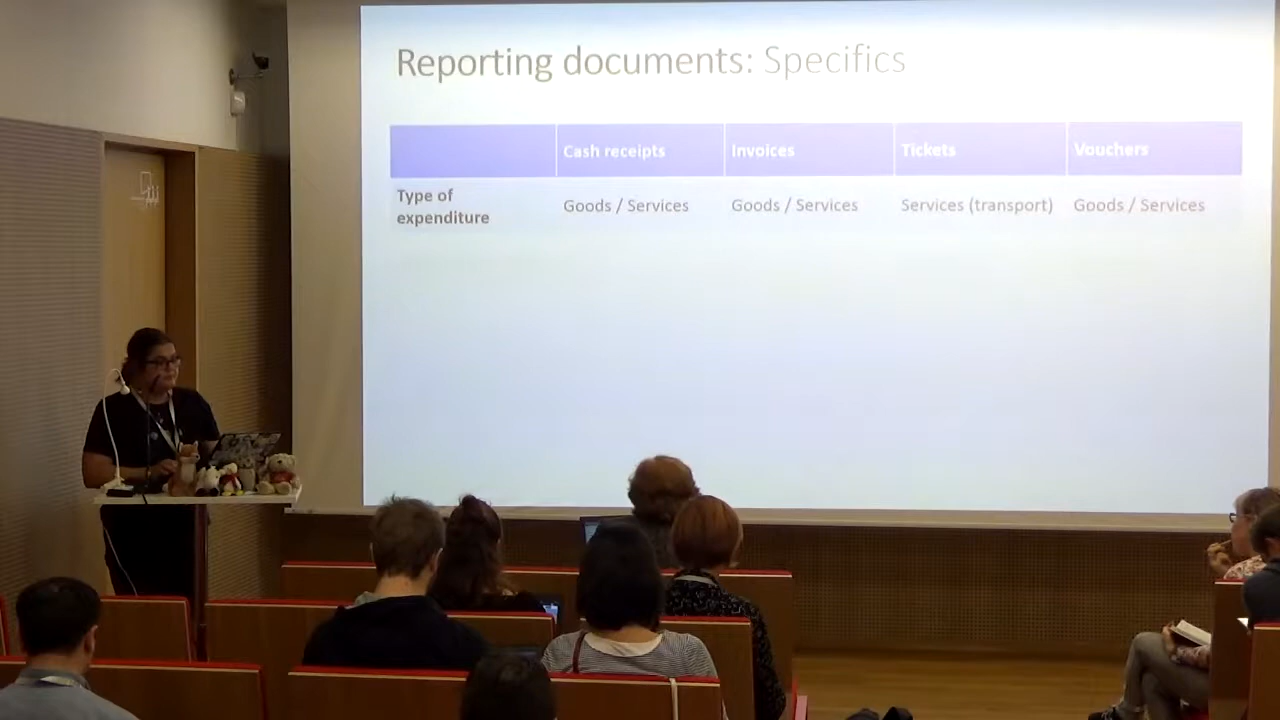 Reporting documents: Specifics
Cash receipts Invoices Tickets Vouchers
Type of
expenditure
Goods / Services Goods / Services Services (transport) Goods / Services